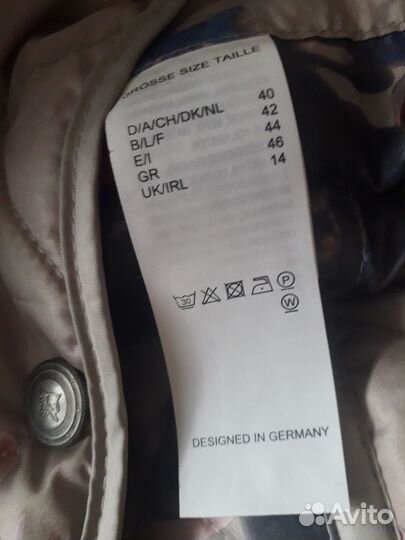 GROSSE SIZE TAILLE
D/A/CH/DK/NL 40
B/L/F 42
E/I 44
GR 46
UK/IRL 14
30 P
W
DESIGNED IN GERMANY
Avito